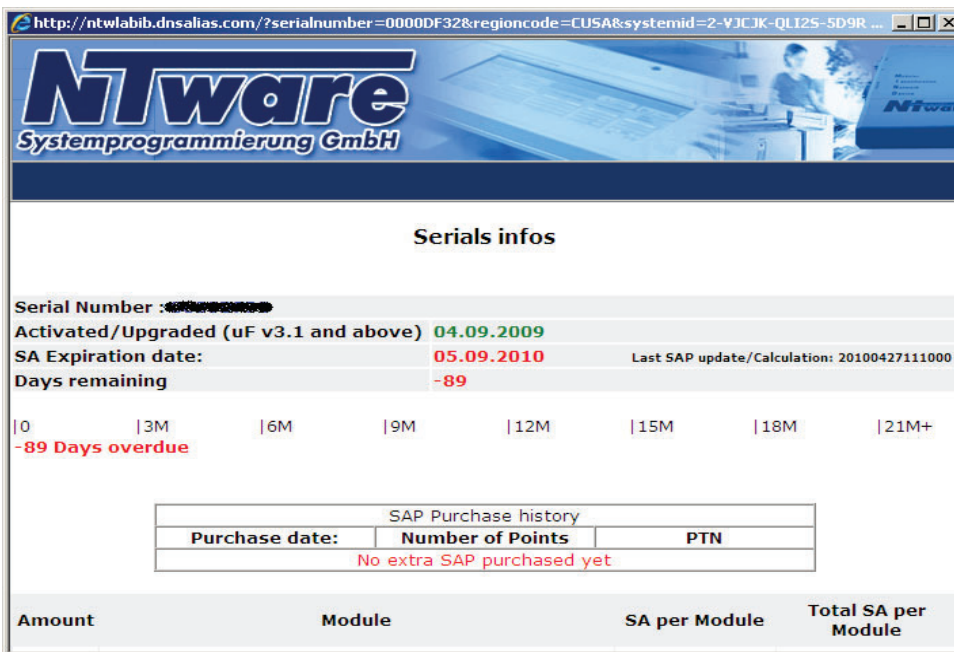 http://ntwlabib.dnsalias.com/?serialnumber=0000DF32&regioncode=CUSA&systemid=2-VJCJK-QLI2S-5D9R ...
NTware
Systemprogrammierung GmbH
Serials infos
Serial Number :
Activated/Upgraded (uF v3.1 and above) 04.09.2009
SA Expiration date: 05.09.2010 Last SAP update/Calculation: 20100427111000
Days remaining -89
|0 |3M |6M |9M |12M |15M |18M |21M+
-89 Days overdue
SAP Purchase history
Purchase date: Number of Points PTN
No extra SAP purchased yet
Amount Module SA per Module Total SA per Module